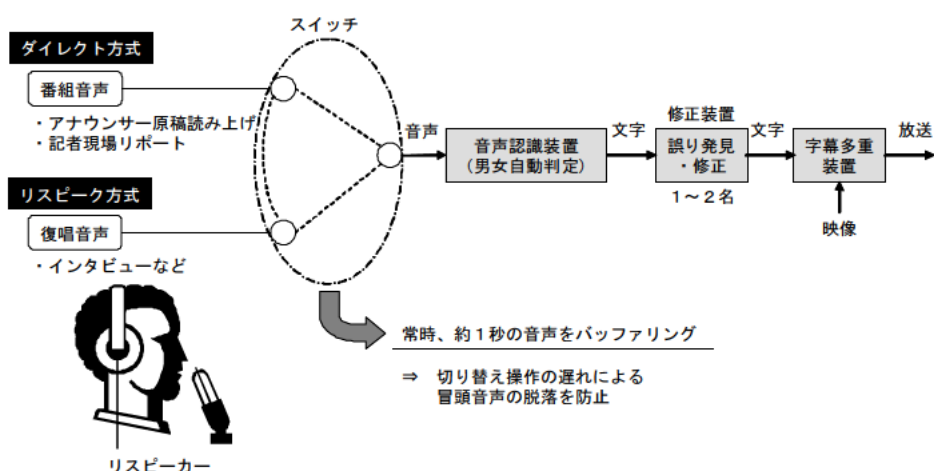 スイッチ
ダイレクト方式
番組音声
・アナウンサー原稿読み上げ
・記者現場リポート
リスピーク方式
復唱音声
・インタビューなど
リスピーカー
音声
音声認識装置
(男女自動判定)
文字
修正装置
誤り発見
・修正
1～2名
文字
字幕多重
装置
映像
放送
常時、約1秒の音声をバッファリング
⇒ 切り替え操作の遅れによる
冒頭音声の脱落を防止